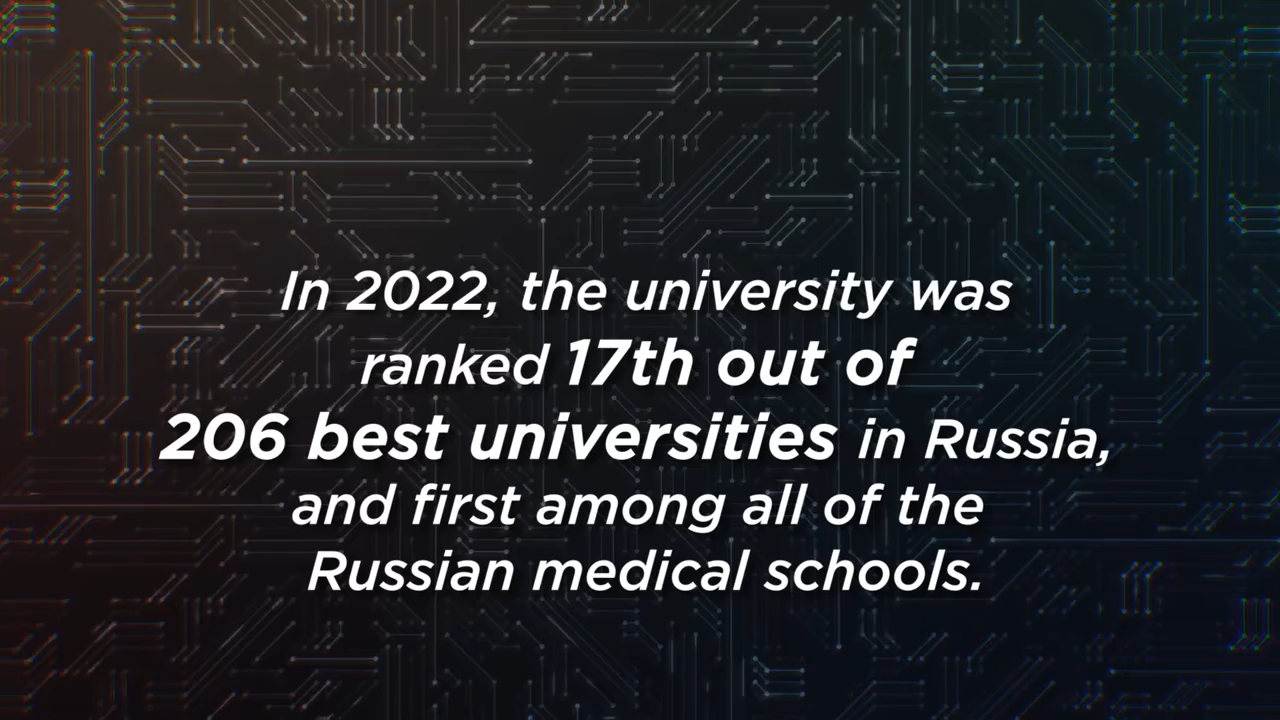 In 2022, the university was
ranked 17th out of
206 best universities in Russia,
and first among all of the
Russian medical schools.